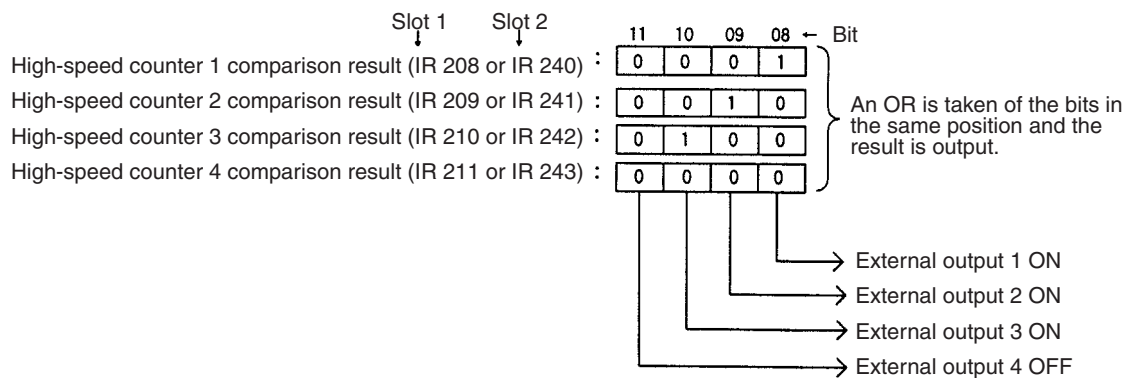 Slot 1 Slot 2
11 10 09 08 ← Bit
High-speed counter 1 comparison result (IR 208 or IR 240) : 0 0 0 1
High-speed counter 2 comparison result (IR 209 or IR 241) : 0 0 1 0
High-speed counter 3 comparison result (IR 210 or IR 242) : 0 1 0 0
High-speed counter 4 comparison result (IR 211 or IR 243) : 0 0 0 0
An OR is taken of the bits in
the same position and the
result is output.
External output 1 ON
External output 2 ON
External output 3 ON
External output 4 OFF